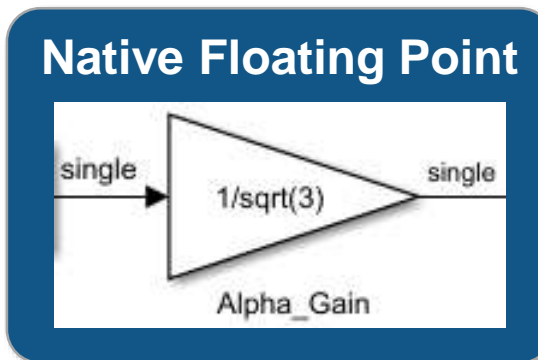 Native Floating Point
single
single
1/sqrt(3)
Alpha_Gain